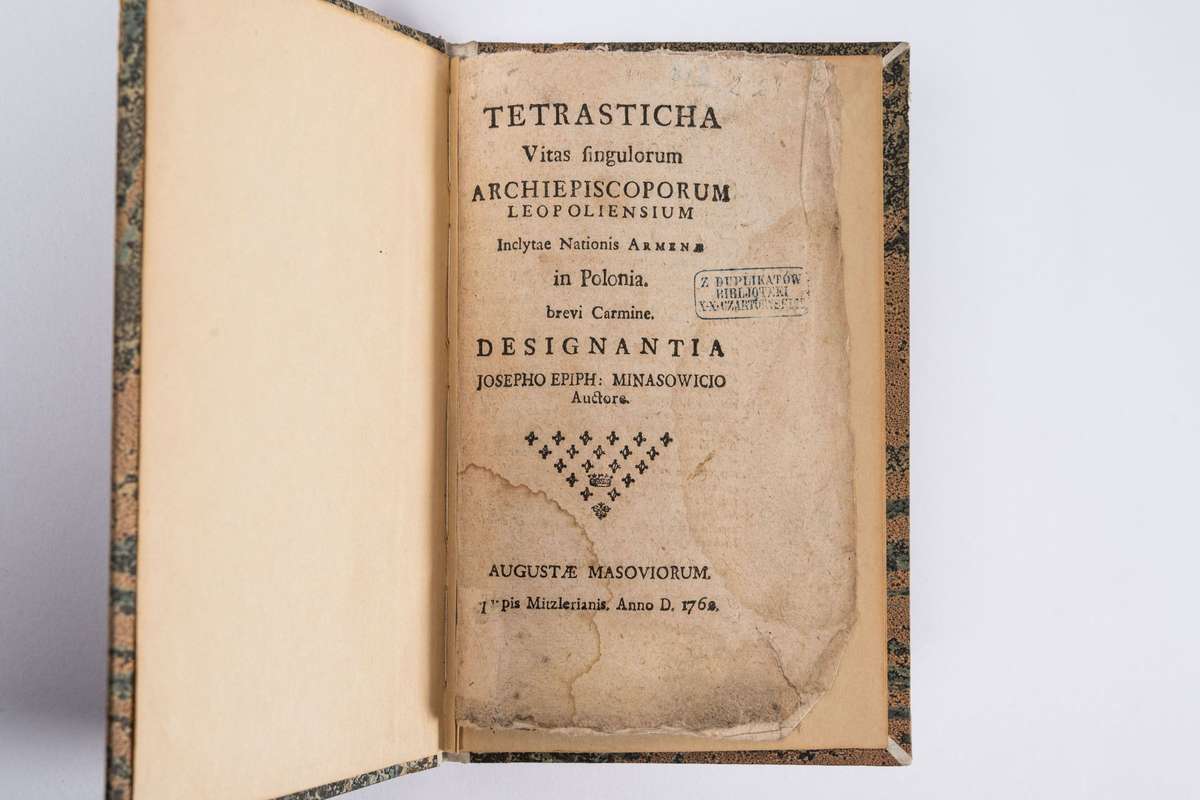 TETRASTICHA
Vitas ſingulorum
ARCHIEPISCOPORUM
LEOPOLIENSIUM
Inclytae Nationis ARMENÆ
in Polonia.
brevi Carmine.
DESIGNANTIA
JOSEPHO EPIPH: MINASOWICIO
Auctore.
AUGUSTÆ MASOVIORUM.
Typis Mitzlerianis. Anno D.
Z DUPLIKATÓW
BIBLJOTEKI
X·X·CZARTORYSKICH